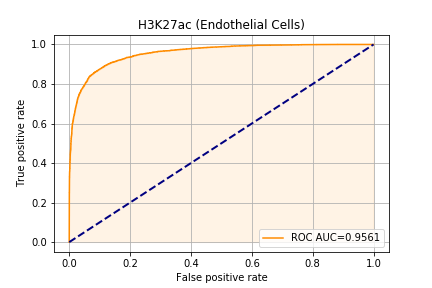 H3K27ac (Endothelial Cells)
True positive rate
1.0
0.8
0.6
0.4
0.2
0.0
ROC AUC=0.9561
0.0 0.2 0.4 0.6 0.8 1.0
False positive rate